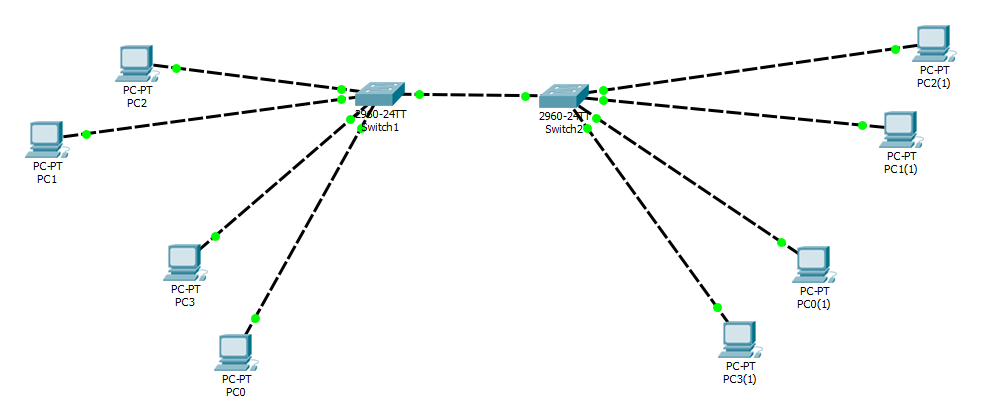 PC-PT
PC2
PC-PT
PC1
PC-PT
PC3
PC-PT
PC0
2960-24TT
Switch1
2960-24TT
Switch2
PC-PT
PC2(1)
PC-PT
PC1(1)
PC-PT
PC0(1)
PC-PT
PC3(1)